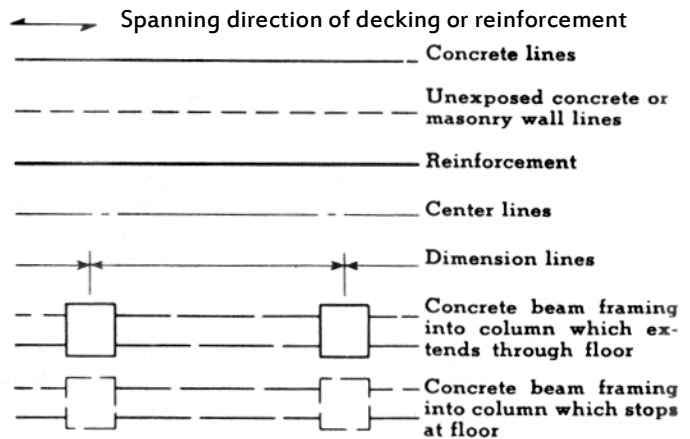 Spanning direction of decking or reinforcement
Concrete lines
Unexposed concrete or
masonry wall lines
Reinforcement
Center lines
Dimension lines
Concrete beam framing
into column which ex-
tends through floor
Concrete beam framing
into column which stops
at floor